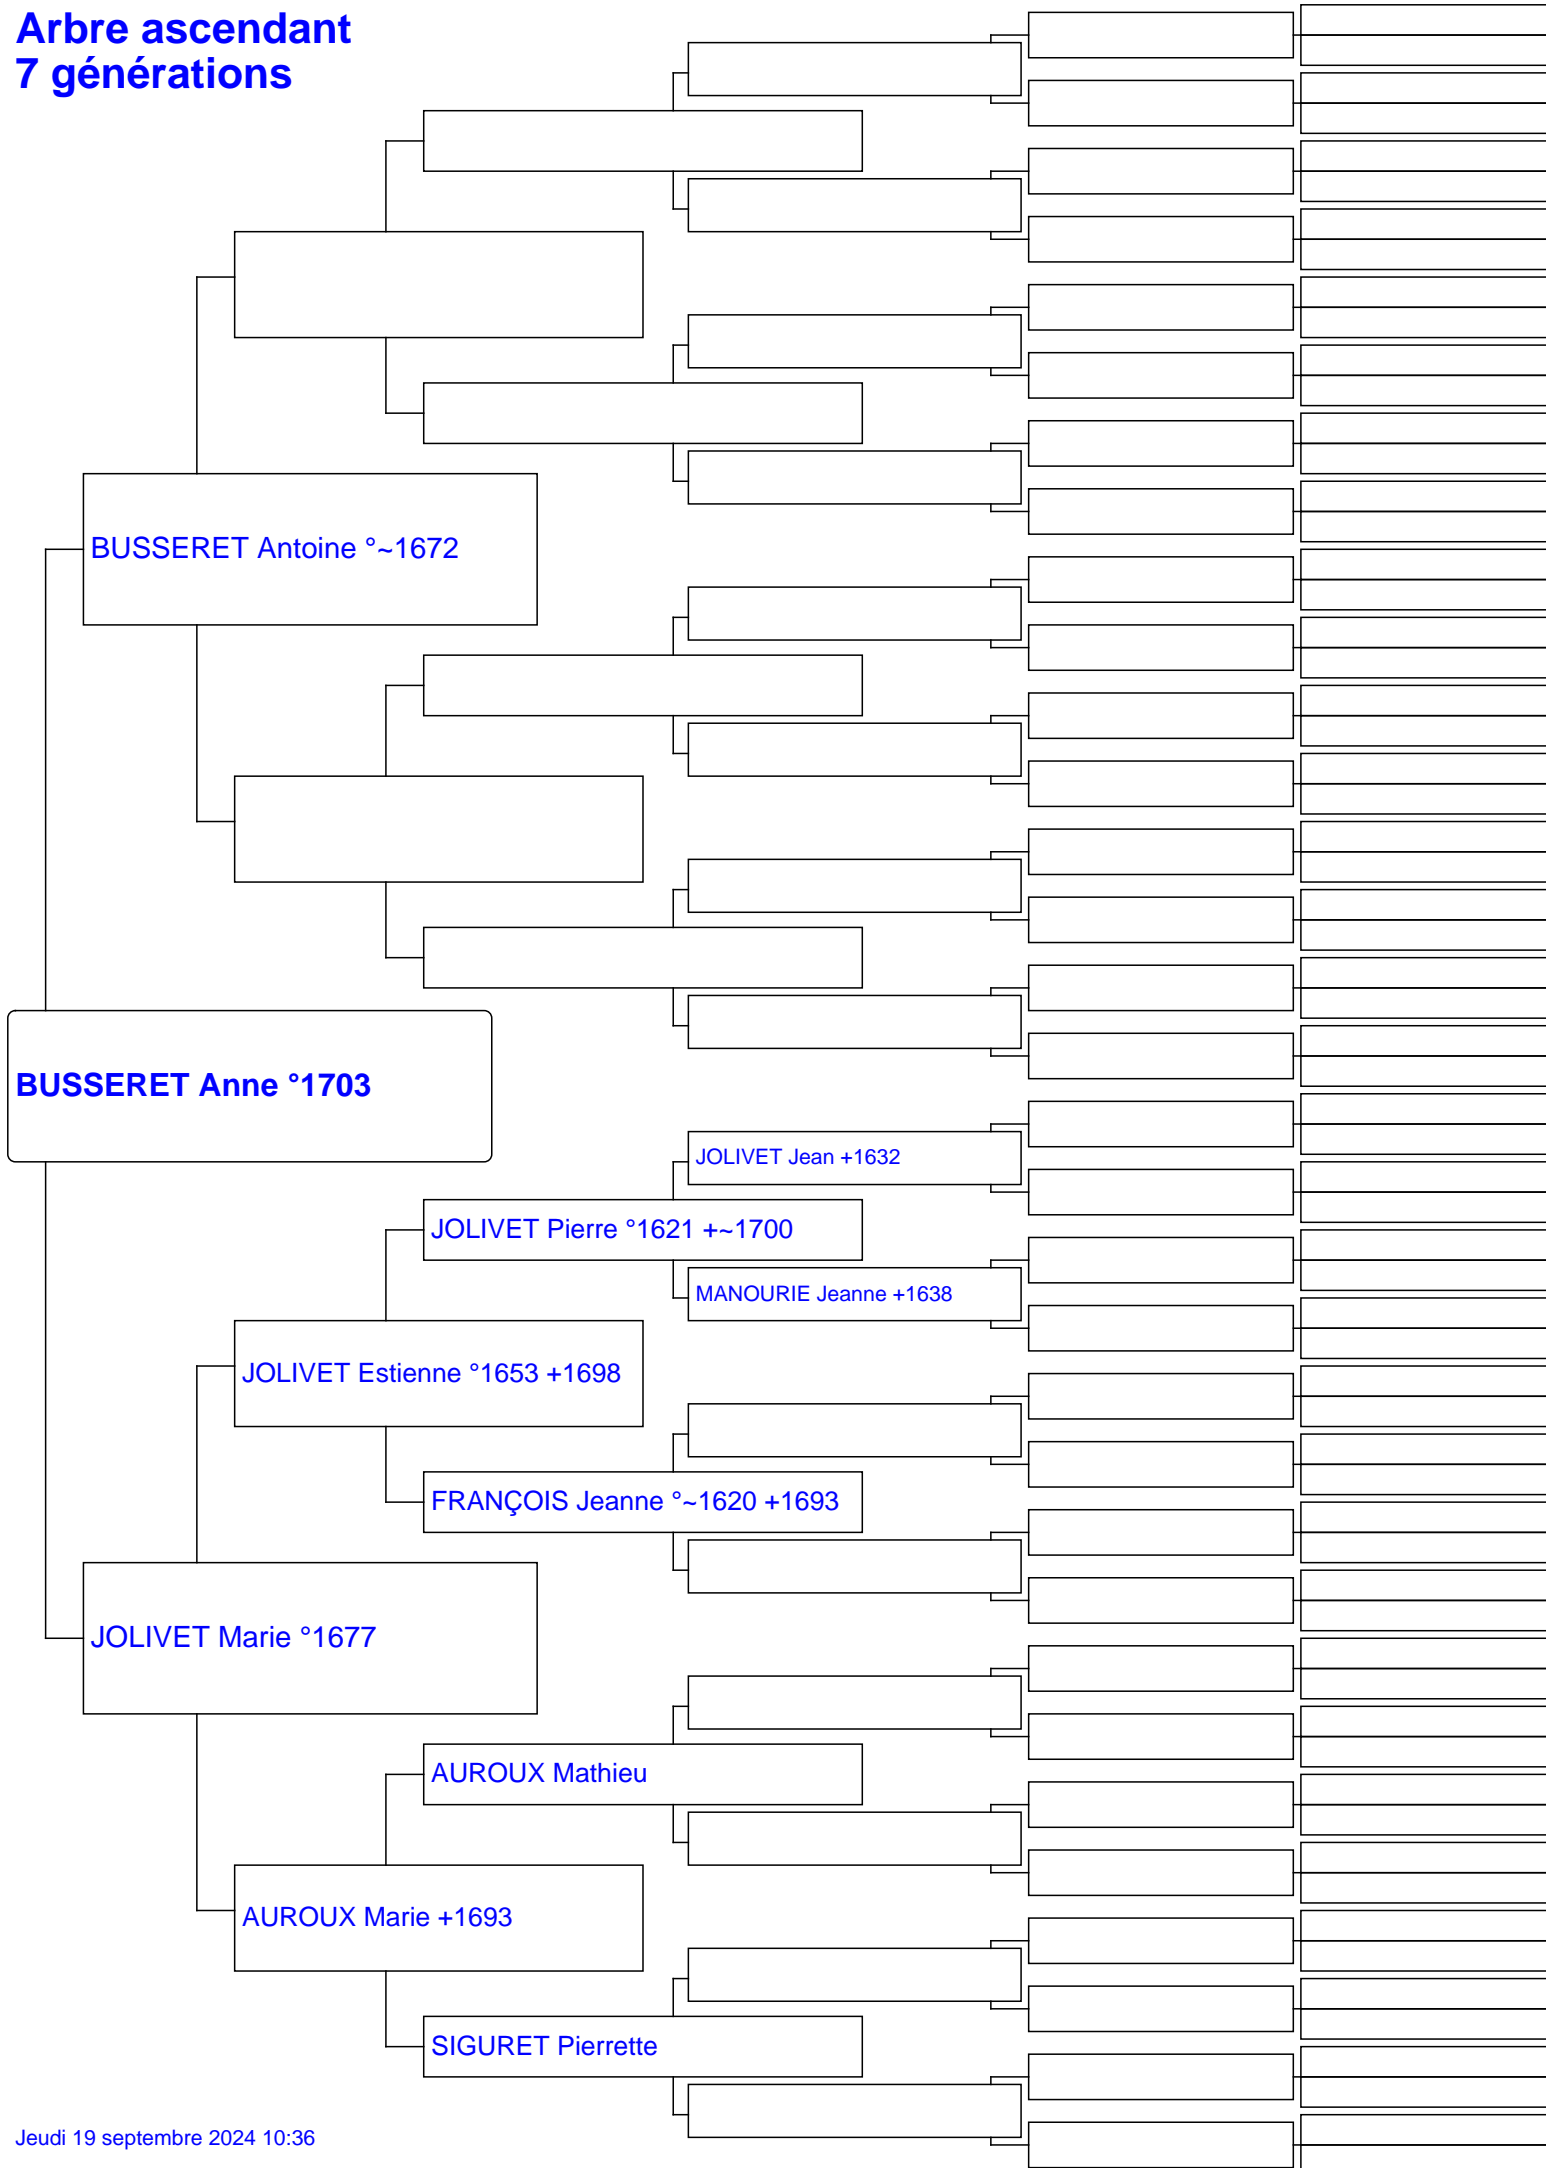 Arbre ascendant
7 générations
BUSSERET Antoine °~1672
BUSSERET Anne °1703
JOLIVET Jean +1632
JOLIVET Pierre °1621 +~1700
MANOURIE Jeanne +1638
JOLIVET Estienne °1653 +1698
FRANÇOIS Jeanne °~1620 +1693
JOLIVET Marie °1677
AUROUX Mathieu
AUROUX Marie +1693
SIGURET Pierrette
Jeudi 19 septembre 2024 10:36